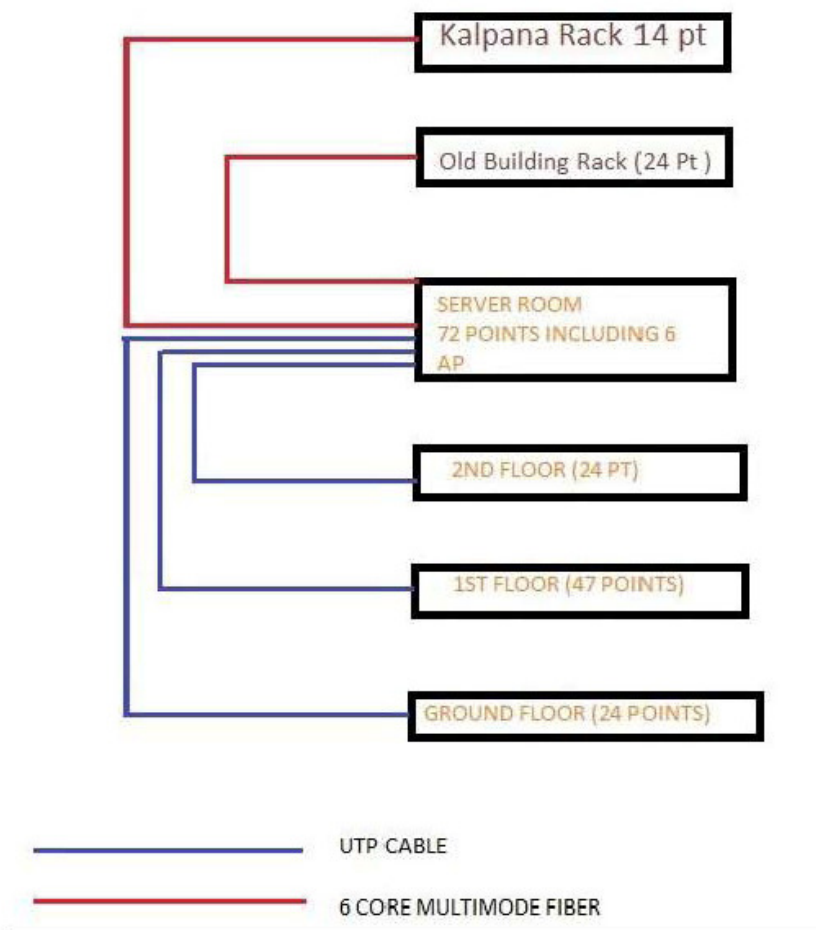 Kalpana Rack 14 pt
Old Building Rack (24 Pt )
SERVER ROOM
72 POINTS INCLUDING 6
AP
2ND FLOOR (24 PT)
1ST FLOOR (47 POINTS)
GROUND FLOOR (24 POINTS)
UTP CABLE
6 CORE MULTIMODE FIBER